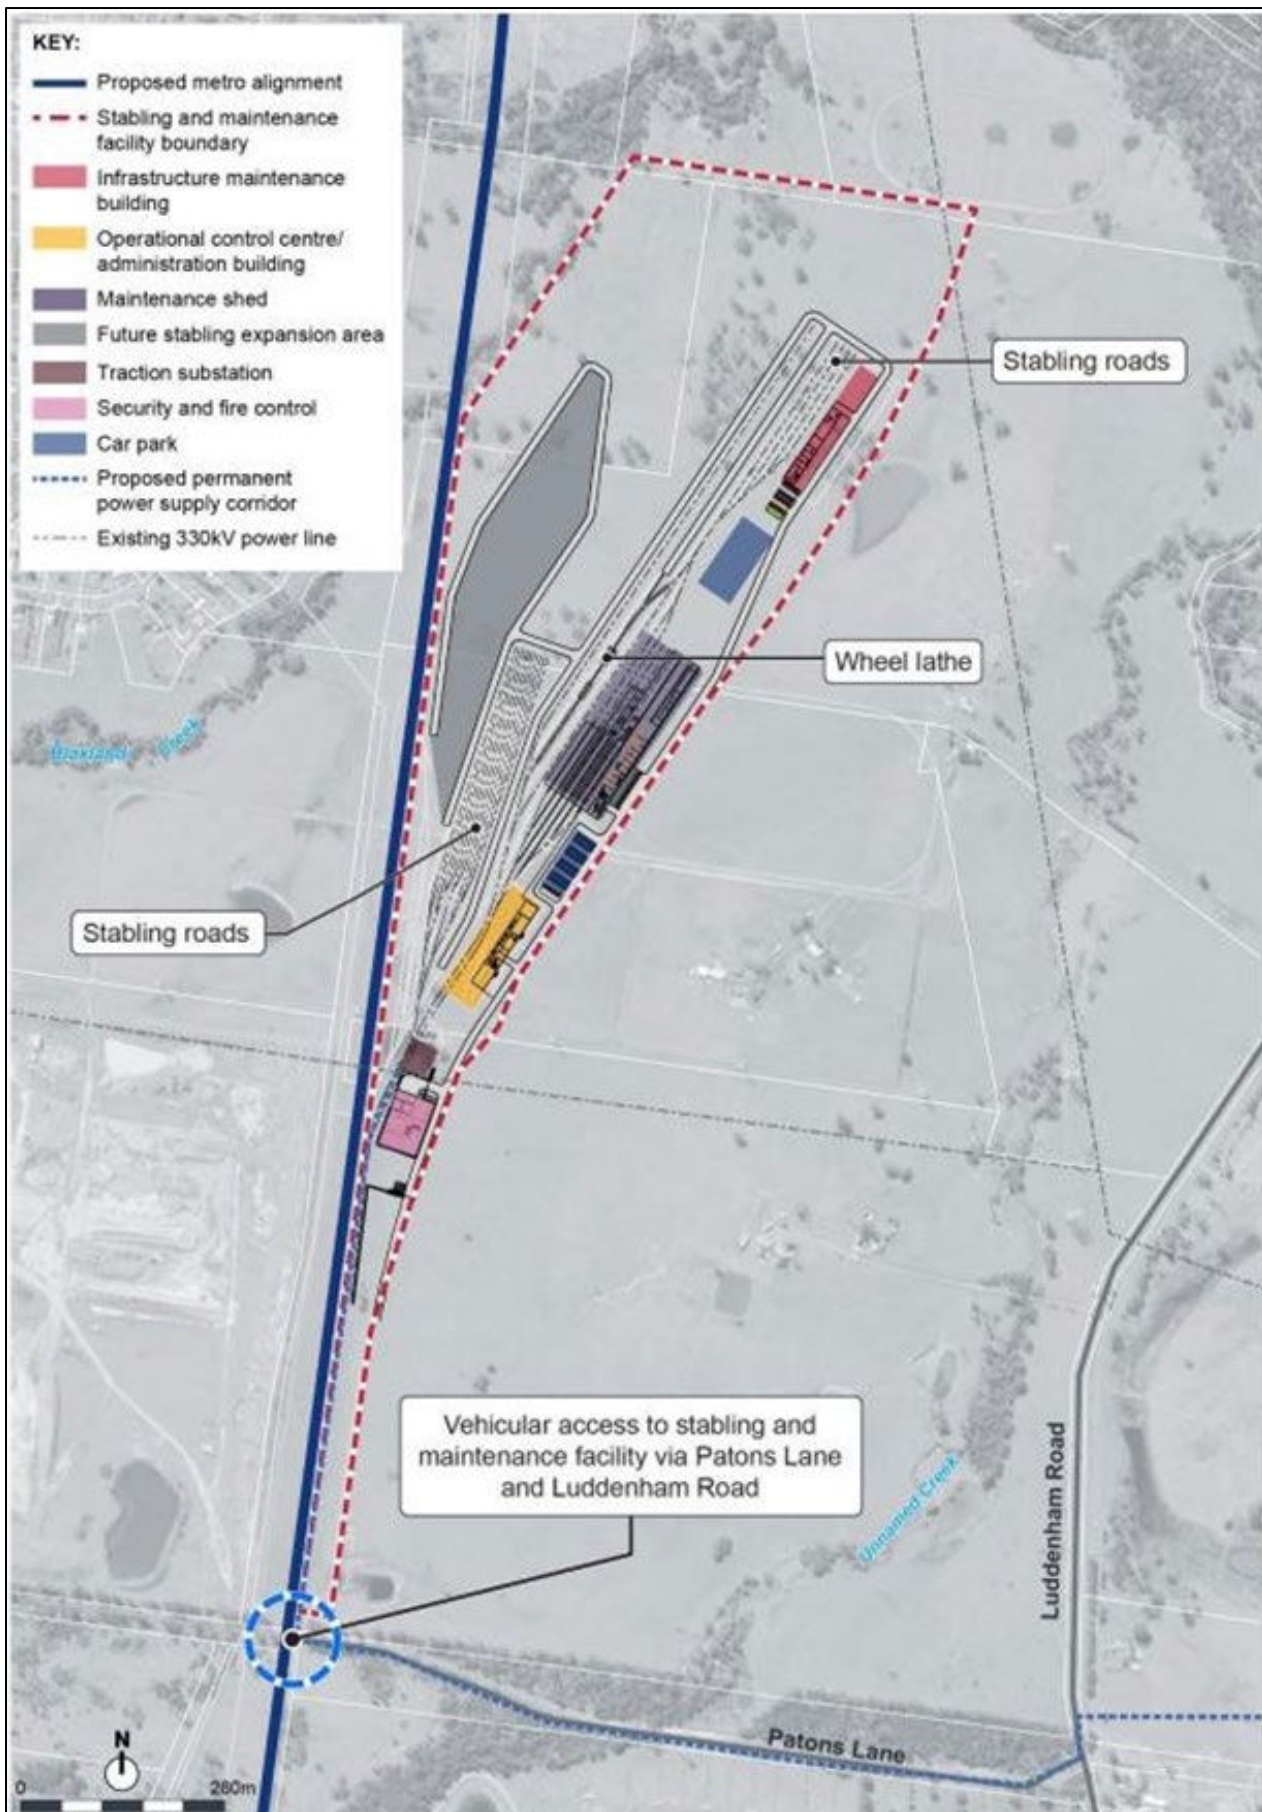 KEY:
Proposed metro alignment
Stabling and maintenance
facility boundary
Infrastructure maintenance
building
Operational control centre/
administration building
Maintenance shed
Future stabling expansion area
Traction substation
Security and fire control
Car park
Proposed permanent
power supply corridor
Existing 330kV power line
Stabling roads
Wheel lathe
Blaxland Creek
Stabling roads
Vehicular access to stabling and
maintenance facility via Patons Lane
and Luddenham Road
Unnamed Creek
Luddenham Road
Patons Lane
N
0 280m